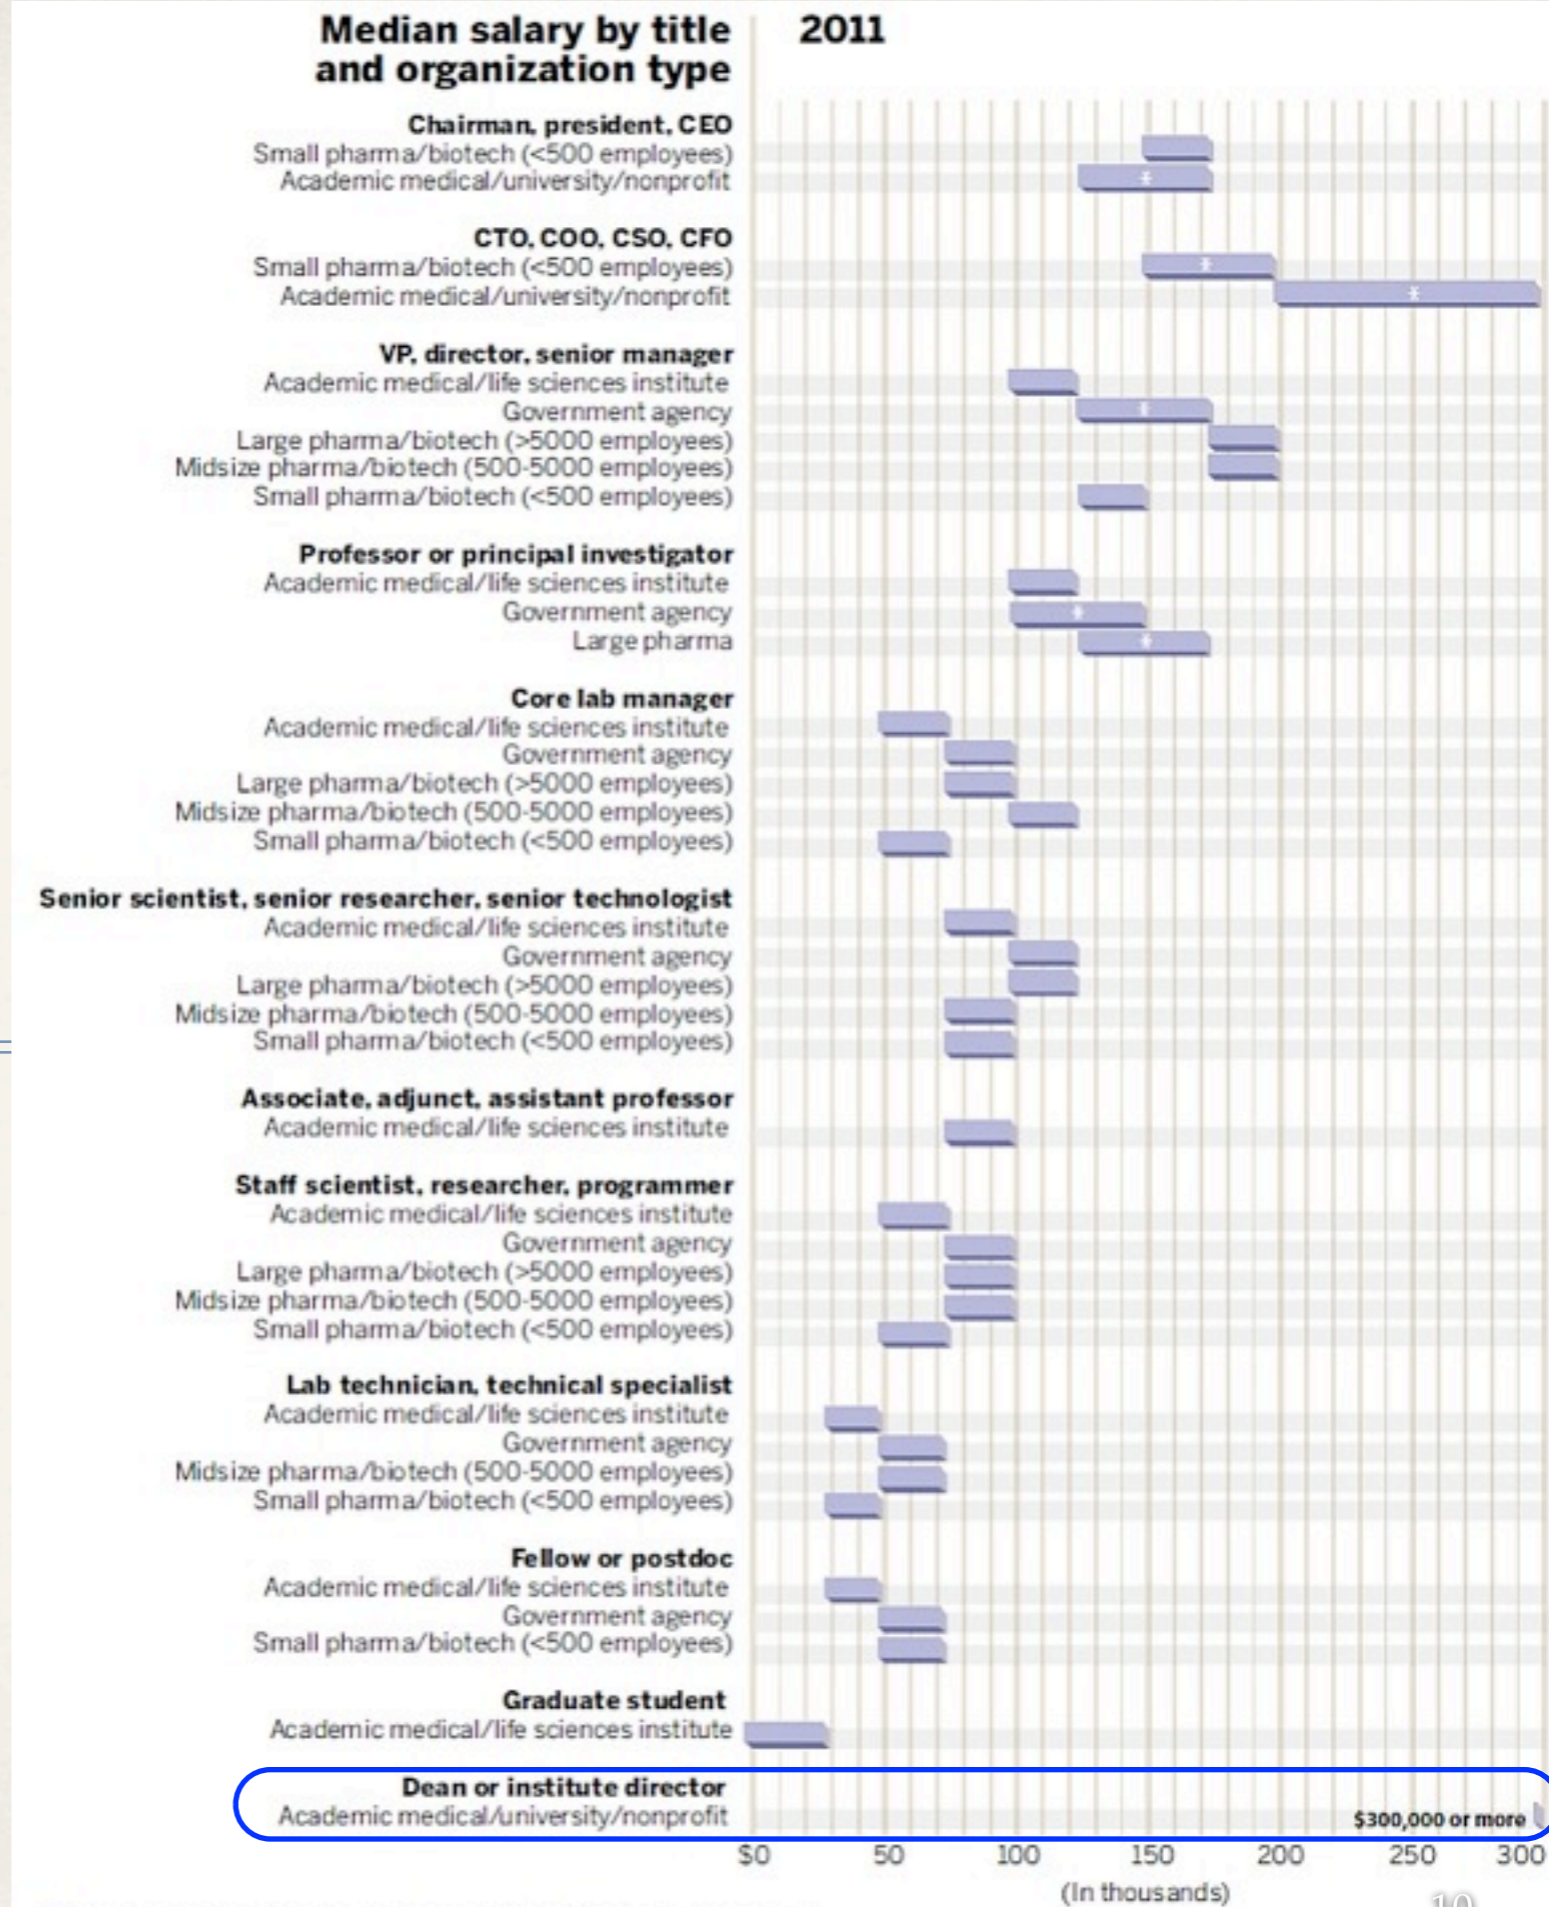 Median salary by title
and organization type
2011
Chairman, president, CEO
Small pharma/biotech (<500 employees)
Academic medical/university/nonprofit
CTO, COO, CSO, CFO
Small pharma/biotech (<500 employees)
Academic medical/university/nonprofit
VP, director, senior manager
Academic medical/life sciences institute
Government agency
Large pharma/biotech (>5000 employees)
Midsize pharma/biotech (500-5000 employees)
Small pharma/biotech (<500 employees)
Professor or principal investigator
Academic medical/life sciences institute
Government agency
Large pharma
Core lab manager
Academic medical/life sciences institute
Government agency
Large pharma/biotech (>5000 employees)
Midsize pharma/biotech (500-5000 employees)
Small pharma/biotech (<500 employees)
Senior scientist, senior researcher, senior technologist
Academic medical/life sciences institute
Government agency
Large pharma/biotech (>5000 employees)
Midsize pharma/biotech (500-5000 employees)
Small pharma/biotech (<500 employees)
Associate, adjunct, assistant professor
Academic medical/life sciences institute
Staff scientist, researcher, programmer
Academic medical/life sciences institute
Government agency
Large pharma/biotech (>5000 employees)
Midsize pharma/biotech (500-5000 employees)
Small pharma/biotech (<500 employees)
Lab technician, technical specialist
Academic medical/life sciences institute
Government agency
Midsize pharma/biotech (500-5000 employees)
Small pharma/biotech (<500 employees)
Fellow or postdoc
Academic medical/life sciences institute
Government agency
Small pharma/biotech (<500 employees)
Graduate student
Academic medical/life sciences institute
Dean or institute director
Academic medical/university/nonprofit
$300,000 or more
$0 50 100 150 200 250 300
(In thousands)